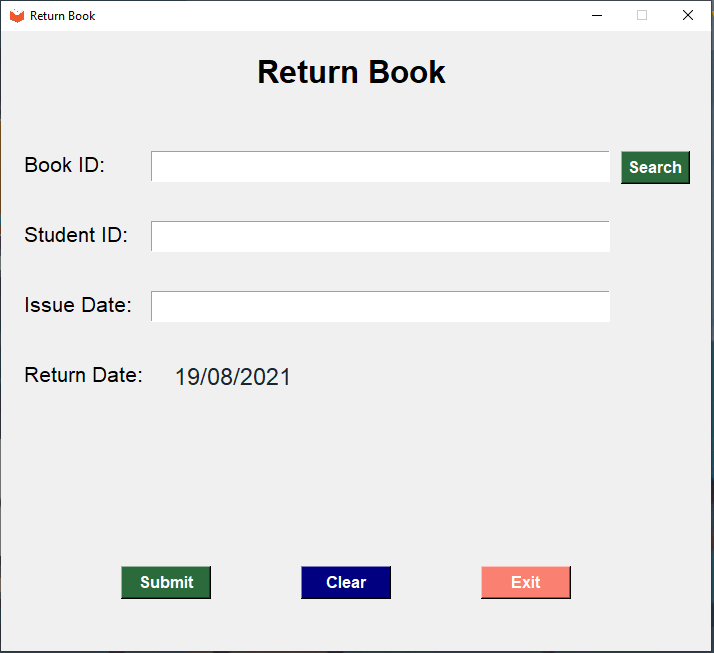 Return Book
Return Book
Book ID:
Search
Student ID:
Issue Date:
Return Date: 19/08/2021
Submit Clear Exit